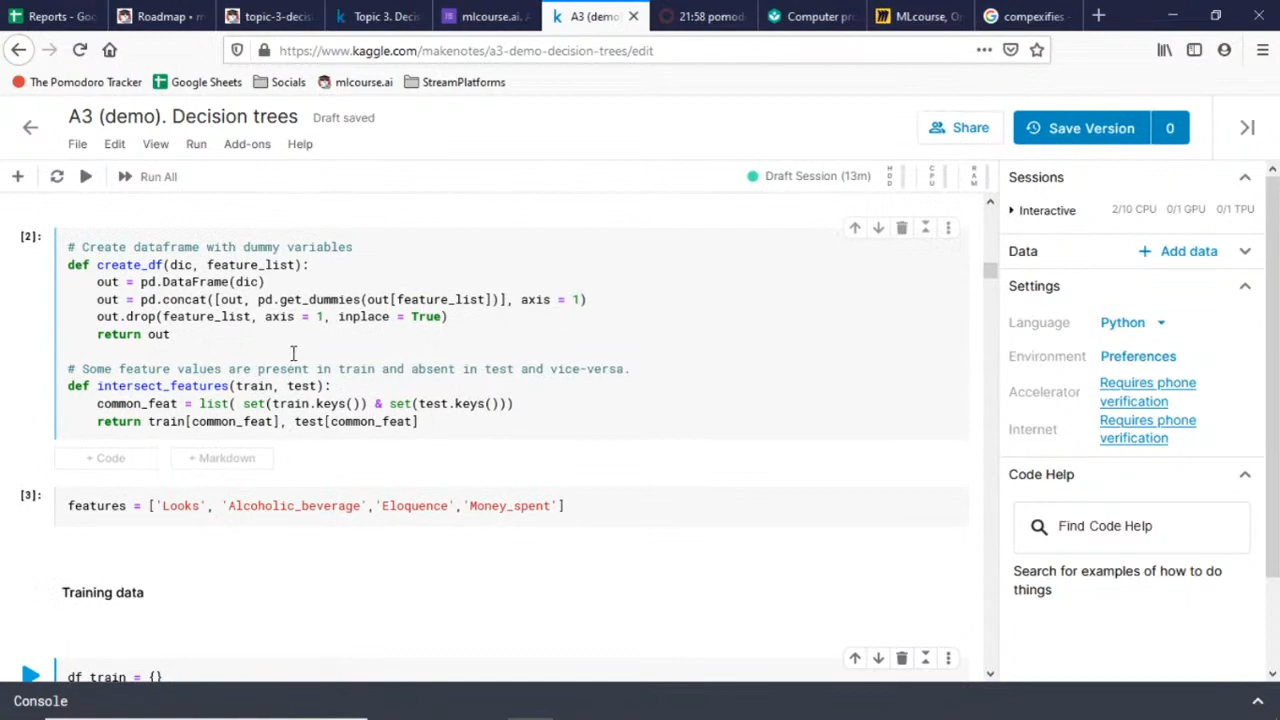 Reports - Goo
Roadmap •
topic-3-decis
Topic 3. Deci
mlcourse.ai.
A3 (demo)
21:58 pomod
Computer pr
MLcourse, O
compexifies
https://www.kaggle.com/makenotes/a3-demo-decision-trees/edit
The Pomodoro Tracker
Google Sheets
Socials
mlcourse.ai
StreamPlatforms
A3 (demo). Decision trees
Draft saved
Share
Save Version
0
File Edit View Run Add-ons Help
Run All
Draft Session (13m)
HDD
CPU
RAM
[2]:
# Create dataframe with dummy variables
def create_df(dic, feature_list):
out = pd.DataFrame(dic)
out = pd.concat([out, pd.get_dummies(out[feature_list])], axis = 1)
out.drop(feature_list, axis = 1, inplace = True)
return out
# Some feature values are present in train and absent in test and vice-versa.
def intersect_features(train, test):
common_feat = list( set(train.keys()) & set(test.keys()))
return train[common_feat], test[common_feat]
+ Code
+ Markdown
[3]:
features = ['Looks', 'Alcoholic_beverage','Eloquence','Money_spent']
Training data
df_train = {}
Sessions
Interactive
2/10 CPU 0/1 GPU 0/1 TPU
Data
+ Add data
Settings
Language
Python
Environment
Preferences
Accelerator
Requires phone
verification
Internet
Requires phone
verification
Code Help
Find Code Help
Search for examples of how to do
things
Console